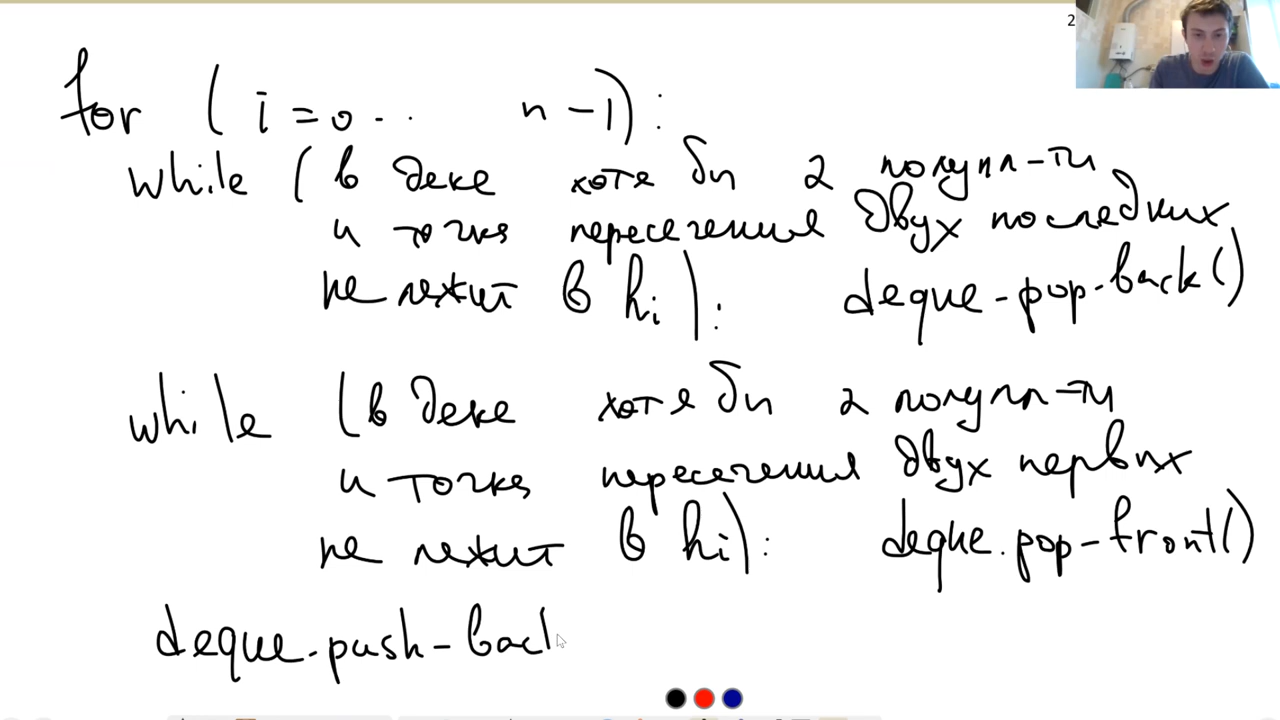 2
for (i = 0 .. n-1):
while (в деке хотя бы 2 полупл-ти
и точка пересечения двух последних
не лежит в hi): deque.pop-back()
while (в деке хотя бы 2 полупл-ти
и точка пересечения двух первых
не лежит в hi): deque.pop-front()
deque.push-back